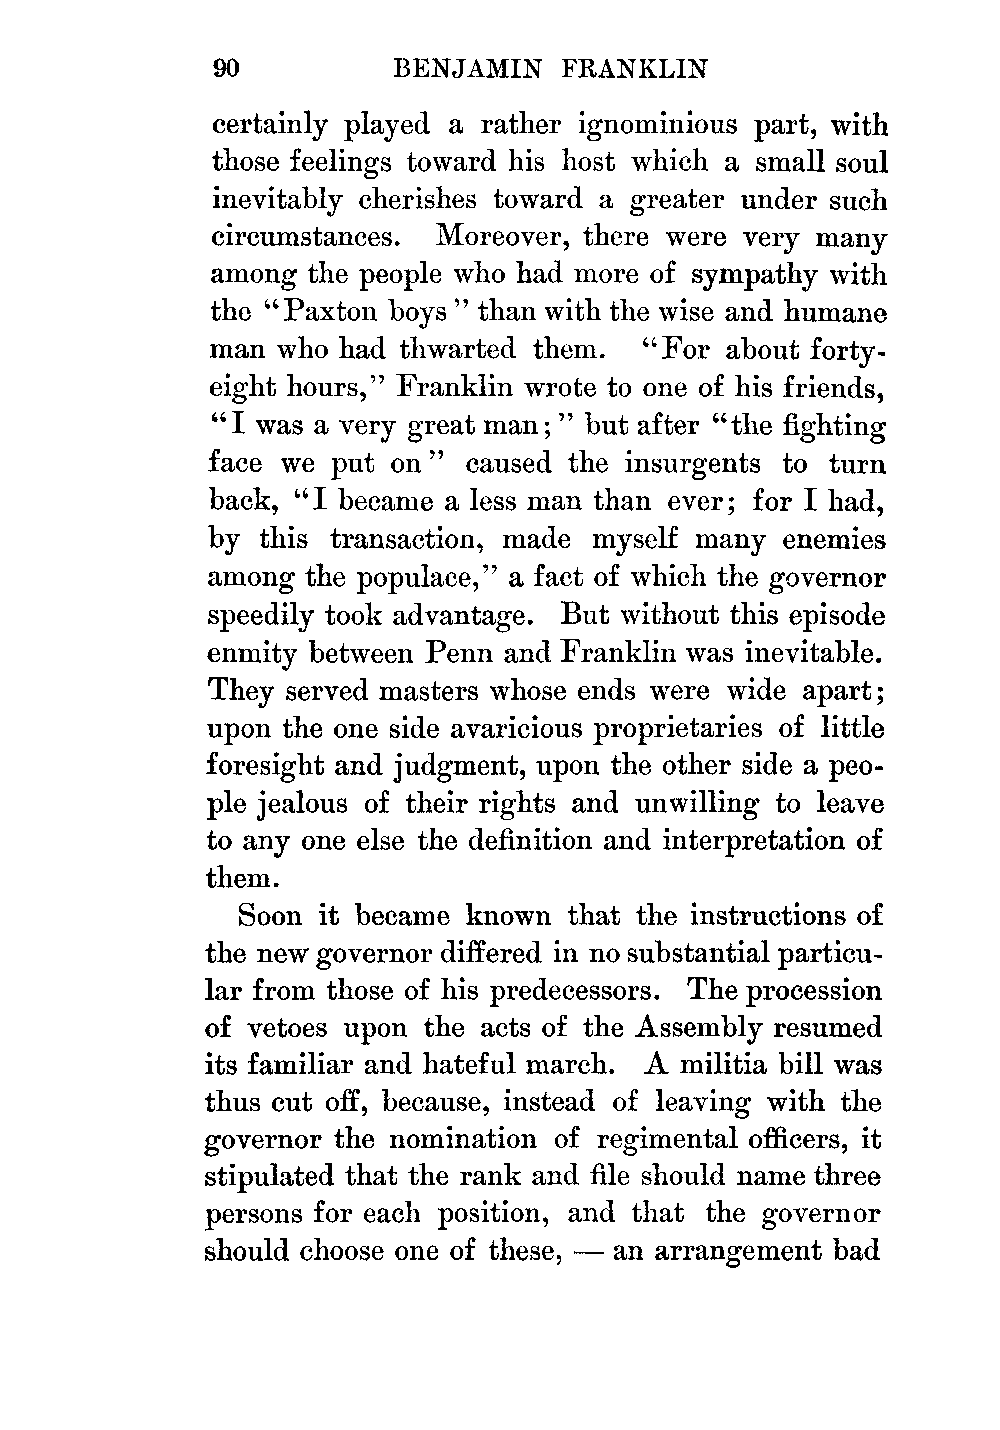 90 BENJAMIN FRANKLIN
certainly played a rather ignominious part, with
those feelings toward his host which a small soul
inevitably cherishes toward a greater under such
circumstances. Moreover, there were very many
among the people who had more of sympathy with
the "Paxton boys" than with the wise and humane
man who had thwarted them. "For about forty-
eight hours," Franklin wrote to one of his friends,
"I was a very great man;" but after "the fighting
face we put on" caused the insurgents to turn
back, "I became a less man than ever; for I had,
by this transaction, made myself many enemies
among the populace," a fact of which the governor
speedily took advantage. But without this episode
enmity between Penn and Franklin was inevitable.
They served masters whose ends were wide apart;
upon the one side avaricious proprietaries of little
foresight and judgment, upon the other side a peo-
ple jealous of their rights and unwilling to leave
to any one else the definition and interpretation of
them.
Soon it became known that the instructions of
the new governor differed in no substantial particu-
lar from those of his predecessors. The procession
of vetoes upon the acts of the Assembly resumed
its familiar and hateful march. A militia bill was
thus cut off, because, instead of leaving with the
governor the nomination of regimental officers, it
stipulated that the rank and file should name three
persons for each position, and that the governor
should choose one of these, — an arrangement bad